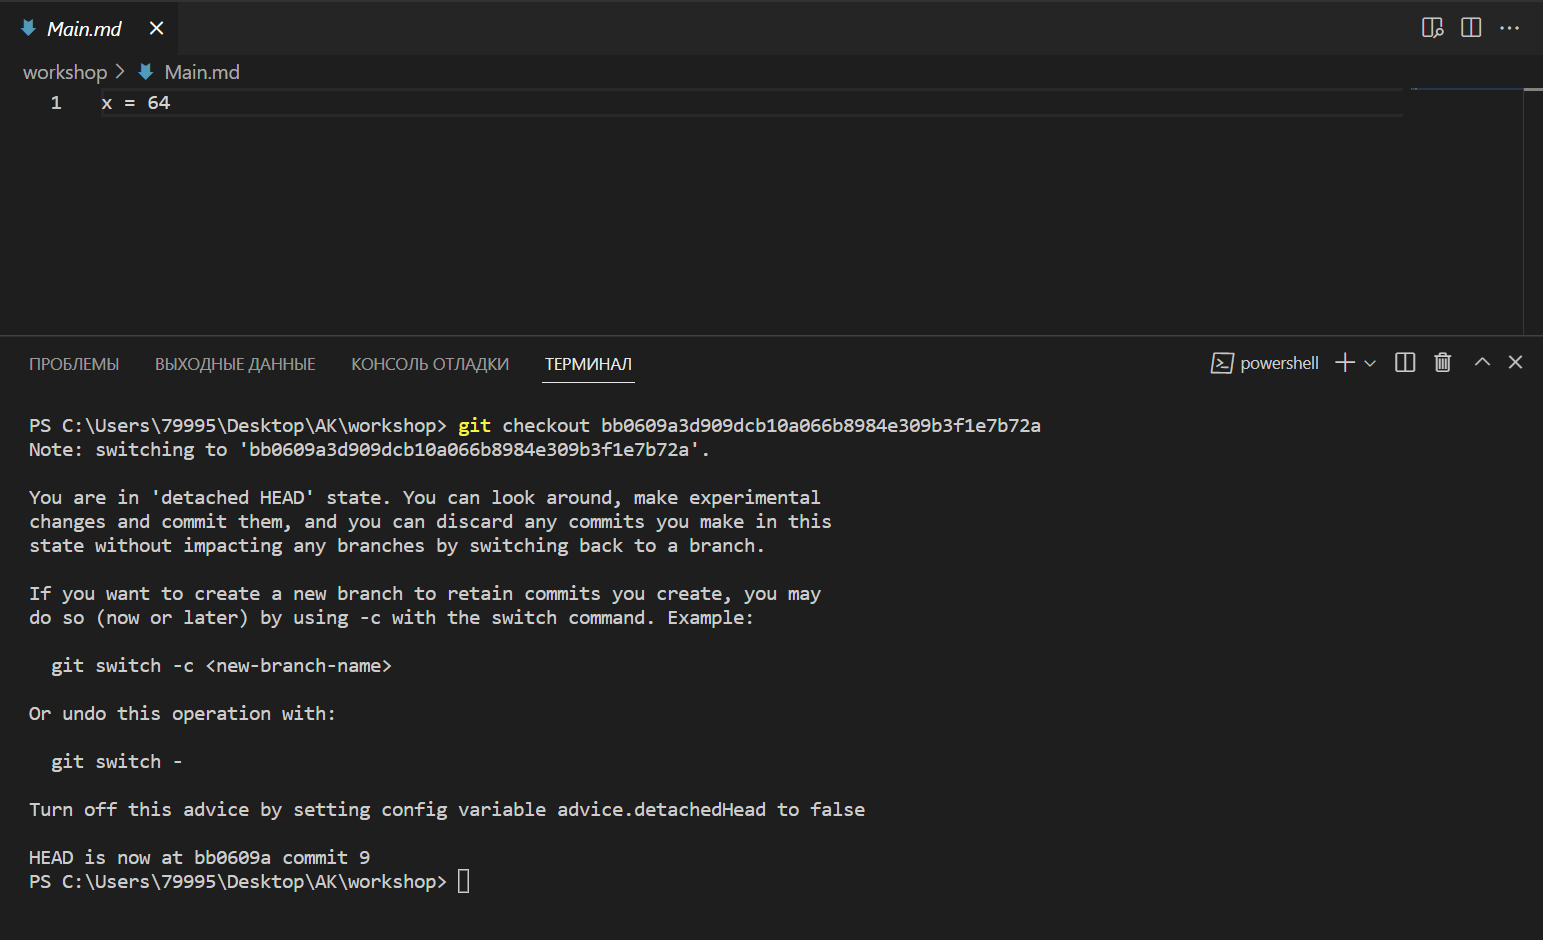 Main.md
workshop > Main.md
1 x = 64
ПРОБЛЕМЫ ВЫХОДНЫЕ ДАННЫЕ КОНСОЛЬ ОТЛАДКИ ТЕРМИНАЛ powershell
PS C:\Users\79995\Desktop\AK\workshop> git checkout bb0609a3d909dcb10a066b8984e309b3f1e7b72a
Note: switching to 'bb0609a3d909dcb10a066b8984e309b3f1e7b72a'.
You are in 'detached HEAD' state. You can look around, make experimental
changes and commit them, and you can discard any commits you make in this
state without impacting any branches by switching back to a branch.
If you want to create a new branch to retain commits you create, you may
do so (now or later) by using -c with the switch command. Example:
git switch -c <new-branch-name>
Or undo this operation with:
git switch -
Turn off this advice by setting config variable advice.detachedHead to false
HEAD is now at bb0609a commit 9
PS C:\Users\79995\Desktop\AK\workshop>